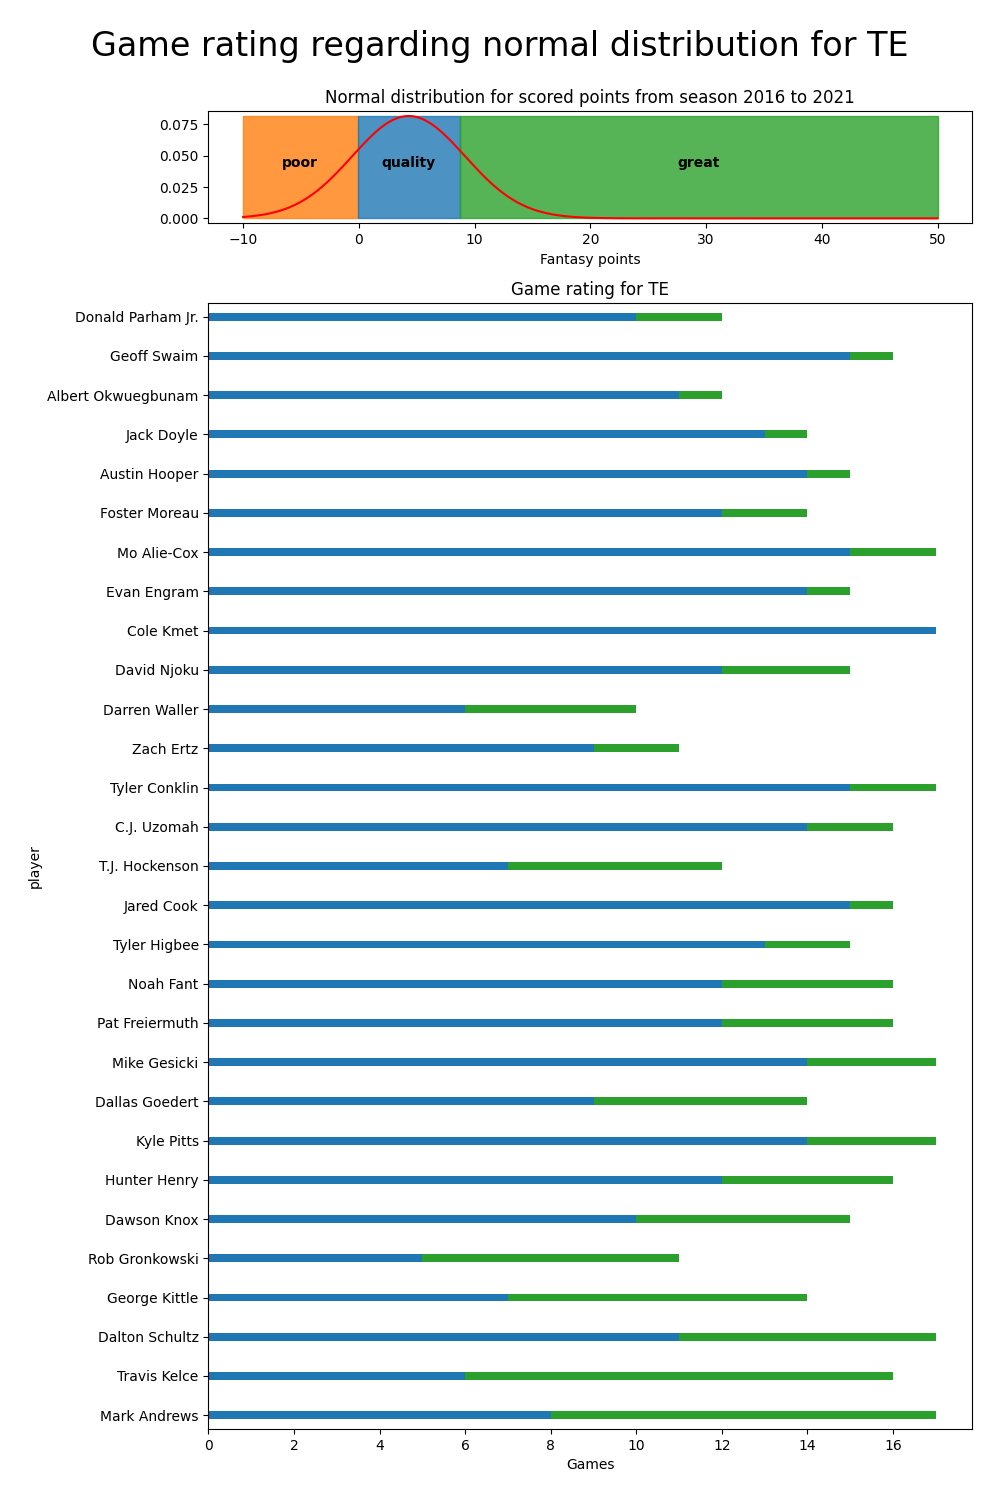 Game rating regarding normal distribution for TE
Normal distribution for scored points from season 2016 to 2021
0.075
0.050
0.025
0.000
poor
quality
great
−10
0
10
20
30
40
50
Fantasy points
Game rating for TE
Donald Parham Jr.
Geoff Swaim
Albert Okwuegbunam
Jack Doyle
Austin Hooper
Foster Moreau
Mo Alie-Cox
Evan Engram
Cole Kmet
David Njoku
Darren Waller
Zach Ertz
Tyler Conklin
C.J. Uzomah
T.J. Hockenson
Jared Cook
Tyler Higbee
Noah Fant
Pat Freiermuth
Mike Gesicki
Dallas Goedert
Kyle Pitts
Hunter Henry
Dawson Knox
Rob Gronkowski
George Kittle
Dalton Schultz
Travis Kelce
Mark Andrews
player
0
2
4
6
8
10
12
14
16
Games